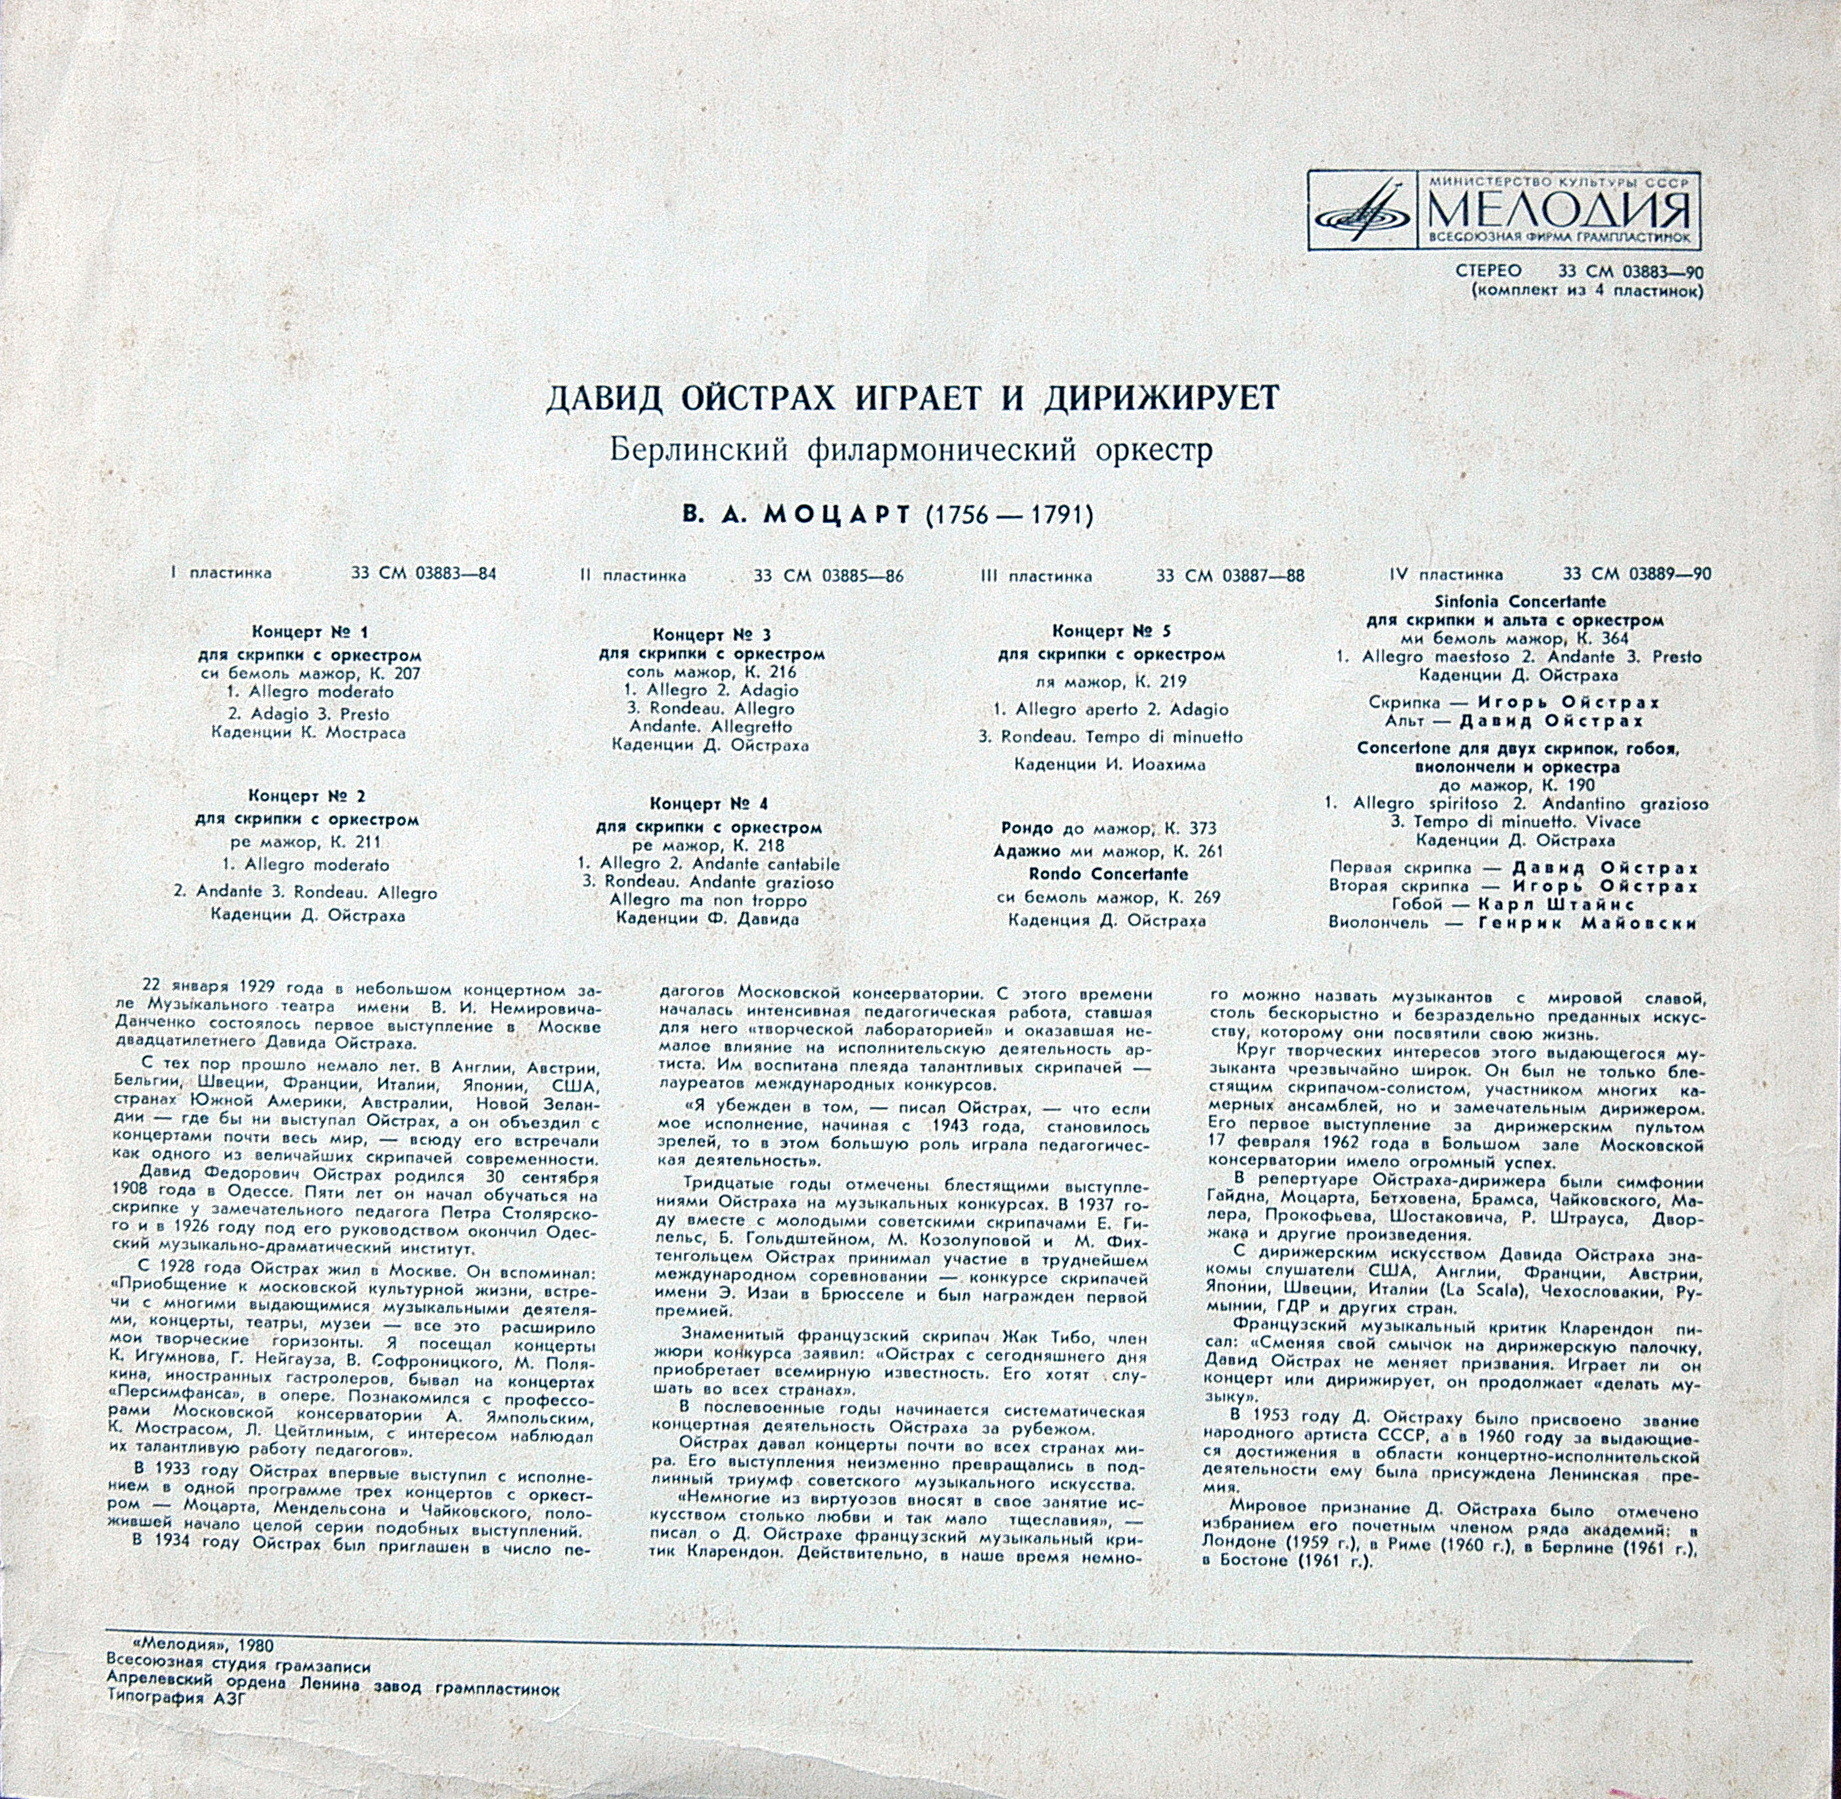 МИНИСТЕРСТВО КУЛЬТУРЫ СССР
МЕЛОДИЯ
ВСЕСОЮЗНАЯ ФИРМА ГРАМПЛАСТИНОК
СТЕРЕО 33 СМ 03883—90
(комплект из 4 пластинок)
ДАВИД ОЙСТРАХ ИГРАЕТ И ДИРИЖИРУЕТ
Берлинский филармонический оркестр
В. А. МОЦАРТ (1756 — 1791)
I пластинка 33 СМ 03883—84
Концерт № 1
для скрипки с оркестром
си бемоль мажор, К. 207
1. Allegro moderato
2. Adagio 3. Presto
Каденции К. Мостраса
Концерт № 2
для скрипки с оркестром
ре мажор, К. 211
1. Allegro moderato
2. Andante 3. Rondeau. Allegro
Каденции Д. Ойстраха
II пластинка 33 СМ 03885—86
Концерт № 3
для скрипки с оркестром
соль мажор, К. 216
1. Allegro 2. Adagio
3. Rondeau. Allegro
Andante. Allegretto
Каденции Д. Ойстраха
Концерт № 4
для скрипки с оркестром
ре мажор, К. 218
1. Allegro 2. Andante cantabile
3. Rondeau. Andante grazioso
Allegro ma non troppo
Каденции Ф. Давида
III пластинка 33 СМ 03887—88
Концерт № 5
для скрипки с оркестром
ля мажор, К. 219
1. Allegro aperto 2. Adagio
3. Rondeau. Tempo di minuetto
Каденции И. Иоахима
Рондо до мажор, К. 373
Адажио ми мажор, К. 261
Rondo Concertante
си бемоль мажор, К. 269
Каденция Д. Ойстраха
IV пластинка 33 СМ 03889—90
Sinfonia Concertante
для скрипки и альта с оркестром
ми бемоль мажор, К. 364
1. Allegro maestoso 2. Andante 3. Presto
Каденции Д. Ойстраха
Скрипка — Игорь Ойстрах
Альт — Давид Ойстрах
Concertone для двух скрипок, гобоя,
виолончели и оркестра
до мажор, К. 190
1. Allegro spiritoso 2. Andantino grazioso
3. Tempo di minuetto. Vivace
Каденции Д. Ойстраха
Первая скрипка — Давид Ойстрах
Вторая скрипка — Игорь Ойстрах
Гобой — Карл Штайнс
Виолончель — Генрик Майовски
22 января 1929 года в небольшом концертном за-
ле Музыкального театра имени В. И. Немировича-
Данченко состоялось первое выступление в Москве
двадцатилетнего Давида Ойстраха.
С тех пор прошло немало лет. В Англии, Австрии,
Бельгии, Швеции, Франции, Италии, Японии, США,
странах Южной Америки, Австралии, Новой Зелан-
дии — где бы ни выступал Ойстрах, а он объездил с
концертами почти весь мир, — всюду его встречали
как одного из величайших скрипачей современности.
Давид Федорович Ойстрах родился 30 сентября
1908 года в Одессе. Пяти лет он начал обучаться на
скрипке у замечательного педагога Петра Столярско-
го и в 1926 году под его руководством окончил Одес-
ский музыкально-драматический институт.
С 1928 года Ойстрах жил в Москве. Он вспоминал:
«Приобщение к московской культурной жизни, встре-
чи с многими выдающимися музыкальными деятеля-
ми, концерты, театры, музеи — все это расширило
мои творческие горизонты. Я посещал концерты
К. Игумнова, Г. Нейгауза, В. Софроницкого, М. Поля-
кина, иностранных гастролеров, бывал на концертах
«Персимфанса», в опере. Познакомился с профессо-
рами Московской консерватории А. Ямпольским,
К. Мострасом, Л. Цейтлиным, с интересом наблюдал
их талантливую работу педагогов».
В 1933 году Ойстрах впервые выступил с исполне-
нием в одной программе трех концертов с оркест-
ром — Моцарта, Мендельсона и Чайковского, поло-
жившей начало целой серии подобных выступлений.
В 1934 году Ойстрах был приглашен в число пе-
дагогов Московской консерватории. С этого времени
началась интенсивная педагогическая работа, ставшая
для него «творческой лабораторией» и оказавшая не-
малое влияние на исполнительскую деятельность ар-
тиста. Им воспитана плеяда талантливых скрипачей —
лауреатов международных конкурсов.
«Я убежден в том, — писал Ойстрах, — что если
мое исполнение, начиная с 1943 года, становилось
зрелей, то в этом большую роль играла педагогичес-
кая деятельность».
Тридцатые годы отмечены блестящими выступле-
ниями Ойстраха на музыкальных конкурсах. В 1937 го-
ду вместе с молодыми советскими скрипачами Е. Ги-
лельс, Б. Гольдштейном, М. Козолуповой и М. Фих-
тенгольцем Ойстрах принимал участие в труднейшем
международном соревновании — конкурсе скрипачей
имени Э. Изаи в Брюсселе и был награжден первой
премией.
Знаменитый французский скрипач Жак Тибо, член
жюри конкурса заявил: «Ойстрах с сегодняшнего дня
приобретает всемирную известность. Его хотят слу-
шать во всех странах».
В послевоенные годы начинается систематическая
концертная деятельность Ойстраха за рубежом.
Ойстрах давал концерты почти во всех странах ми-
ра. Его выступления неизменно превращались в под-
линный триумф советского музыкального искусства.
«Немногие из виртуозов вносят в свое занятие ис-
кусством столько любви и так мало тщеславия», —
писал о Д. Ойстрахе французский музыкальный кри-
тик Кларендон. Действительно, в наше время немно-
го можно назвать музыкантов с мировой славой,
столь бескорыстно и безраздельно преданных искус-
ству, которому они посвятили свою жизнь.
Круг творческих интересов этого выдающегося му-
зыканта чрезвычайно широк. Он был не только бле-
стящим скрипачом-солистом, участником многих ка-
мерных ансамблей, но и замечательным дирижером.
Его первое выступление за дирижерским пультом
17 февраля 1962 года в Большом зале Московской
консерватории имело огромный успех.
В репертуаре Ойстраха-дирижера были симфонии
Гайдна, Моцарта, Бетховена, Брамса, Чайковского, Ма-
лера, Прокофьева, Шостаковича, Р. Штрауса, Двор-
жака и другие произведения.
С дирижерским искусством Давида Ойстраха зна-
комы слушатели США, Англии, Франции, Австрии,
Японии, Швеции, Италии (La Scala), Чехословакии, Ру-
мынии, ГДР и других стран.
Французский музыкальный критик Кларендон пи-
сал: «Сменяя свой смычок на дирижерскую палочку,
Давид Ойстрах не меняет призвания. Играет ли он
концерт или дирижирует, он продолжает «делать му-
зыку».
В 1953 году Д. Ойстраху было присвоено звание
народного артиста СССР, а в 1960 году за выдающие-
ся достижения в области концертно-исполнительской
деятельности ему была присуждена Ленинская пре-
мия.
Мировое признание Д. Ойстраха было отмечено
избранием его почетным членом ряда академий: в
Лондоне (1959 г.), в Риме (1960 г.), в Берлине (1961 г.),
в Бостоне (1961 г.).
«Мелодия», 1980
Всесоюзная студия грамзаписи
Апрелевский ордена Ленина завод грампластинок
Типография АЗГ